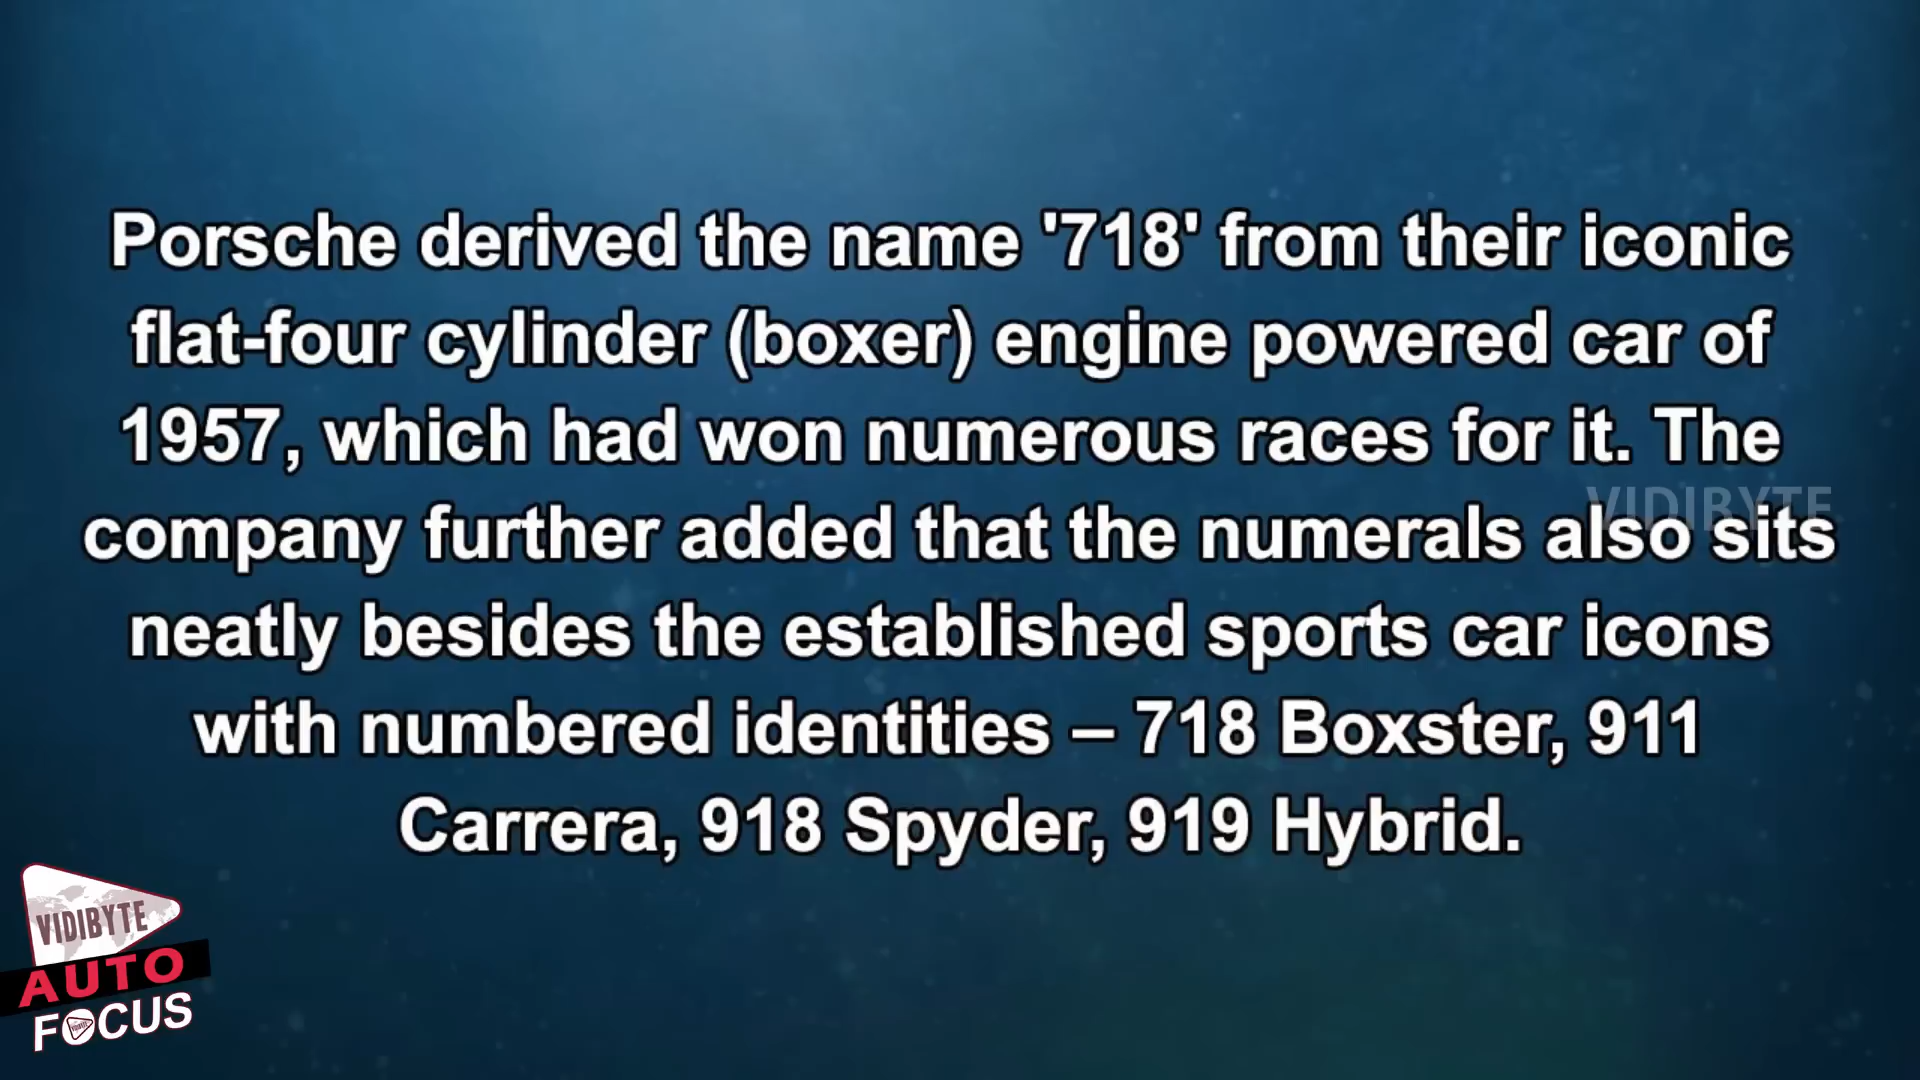 Porsche derived the name '718' from their iconic
flat-four cylinder (boxer) engine powered car of
1957, which had won numerous races for it. The
company further added that the numerals also sits
neatly besides the established sports car icons
with numbered identities – 718 Boxster, 911
Carrera, 918 Spyder, 919 Hybrid.
VIDIBYTE
VIDIBYTE
AUTO
FOCUS